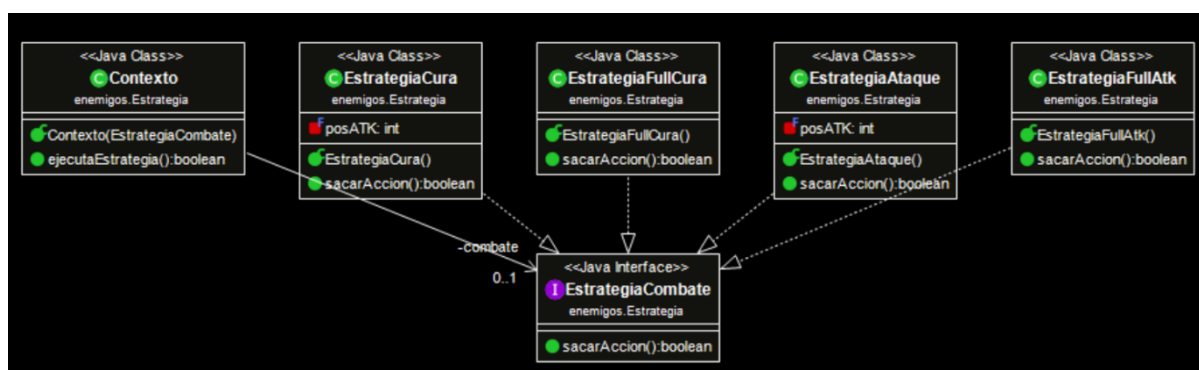 <<Java Class>>
C Contexto
enemigos.Estrategia
Contexto(EstrategiaCombate)
ejecutaEstrategia():boolean
<<Java Class>>
C EstrategiaCura
enemigos.Estrategia
F posATK: int
EstrategiaCura()
sacarAccion():boolean
<<Java Class>>
C EstrategiaFullCura
enemigos.Estrategia
EstrategiaFullCura()
sacarAccion():boolean
<<Java Class>>
C EstrategiaAtaque
enemigos.Estrategia
F posATK: int
EstrategiaAtaque()
sacarAccion():boolean
<<Java Class>>
C EstrategiaFullAtk
enemigos.Estrategia
EstrategiaFullAtk()
sacarAccion():boolean
-combate
0..1
<<Java Interface>>
I EstrategiaCombate
enemigos.Estrategia
sacarAccion():boolean